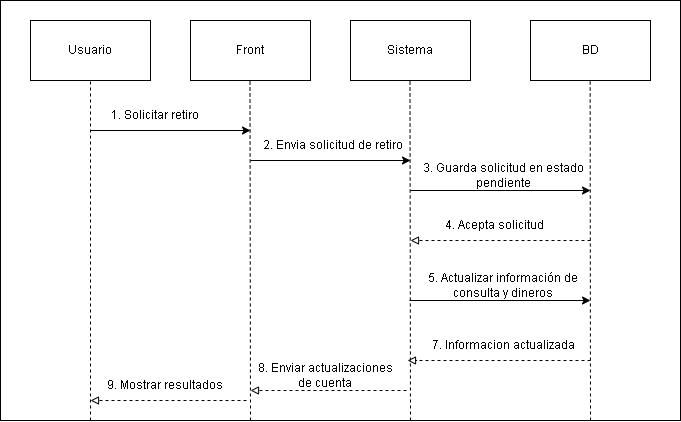 Usuario
Front
Sistema
BD
1. Solicitar retiro
2. Envia solicitud de retiro
3. Guarda solicitud en estado
pendiente
4. Acepta solicitud
5. Actualizar información de
consulta y dineros
7. Informacion actualizada
8. Enviar actualizaciones
de cuenta
9. Mostrar resultados